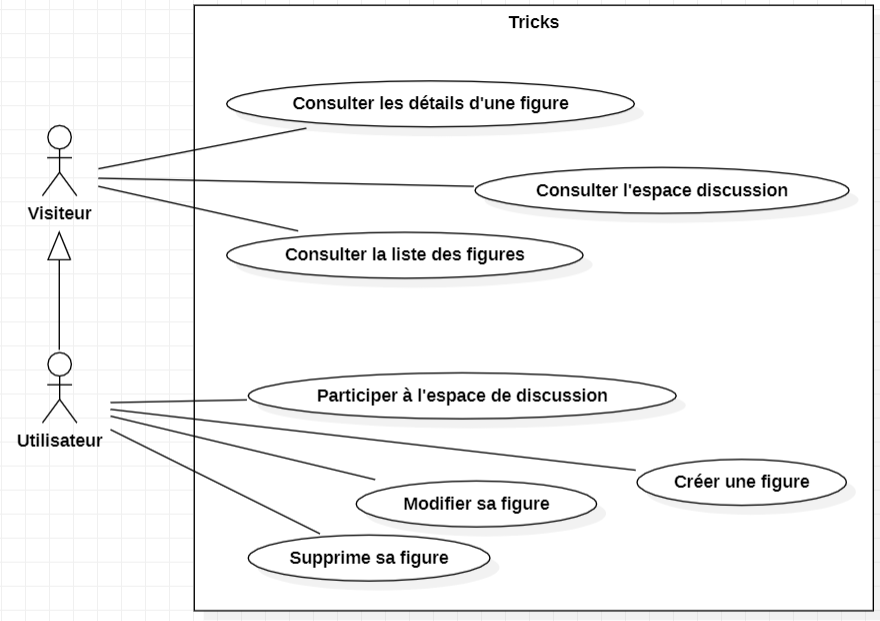 Tricks
Consulter les détails d'une figure
Consulter l'espace discussion
Visiteur
Consulter la liste des figures
Participer à l'espace de discussion
Utilisateur
Créer une figure
Modifier sa figure
Supprime sa figure